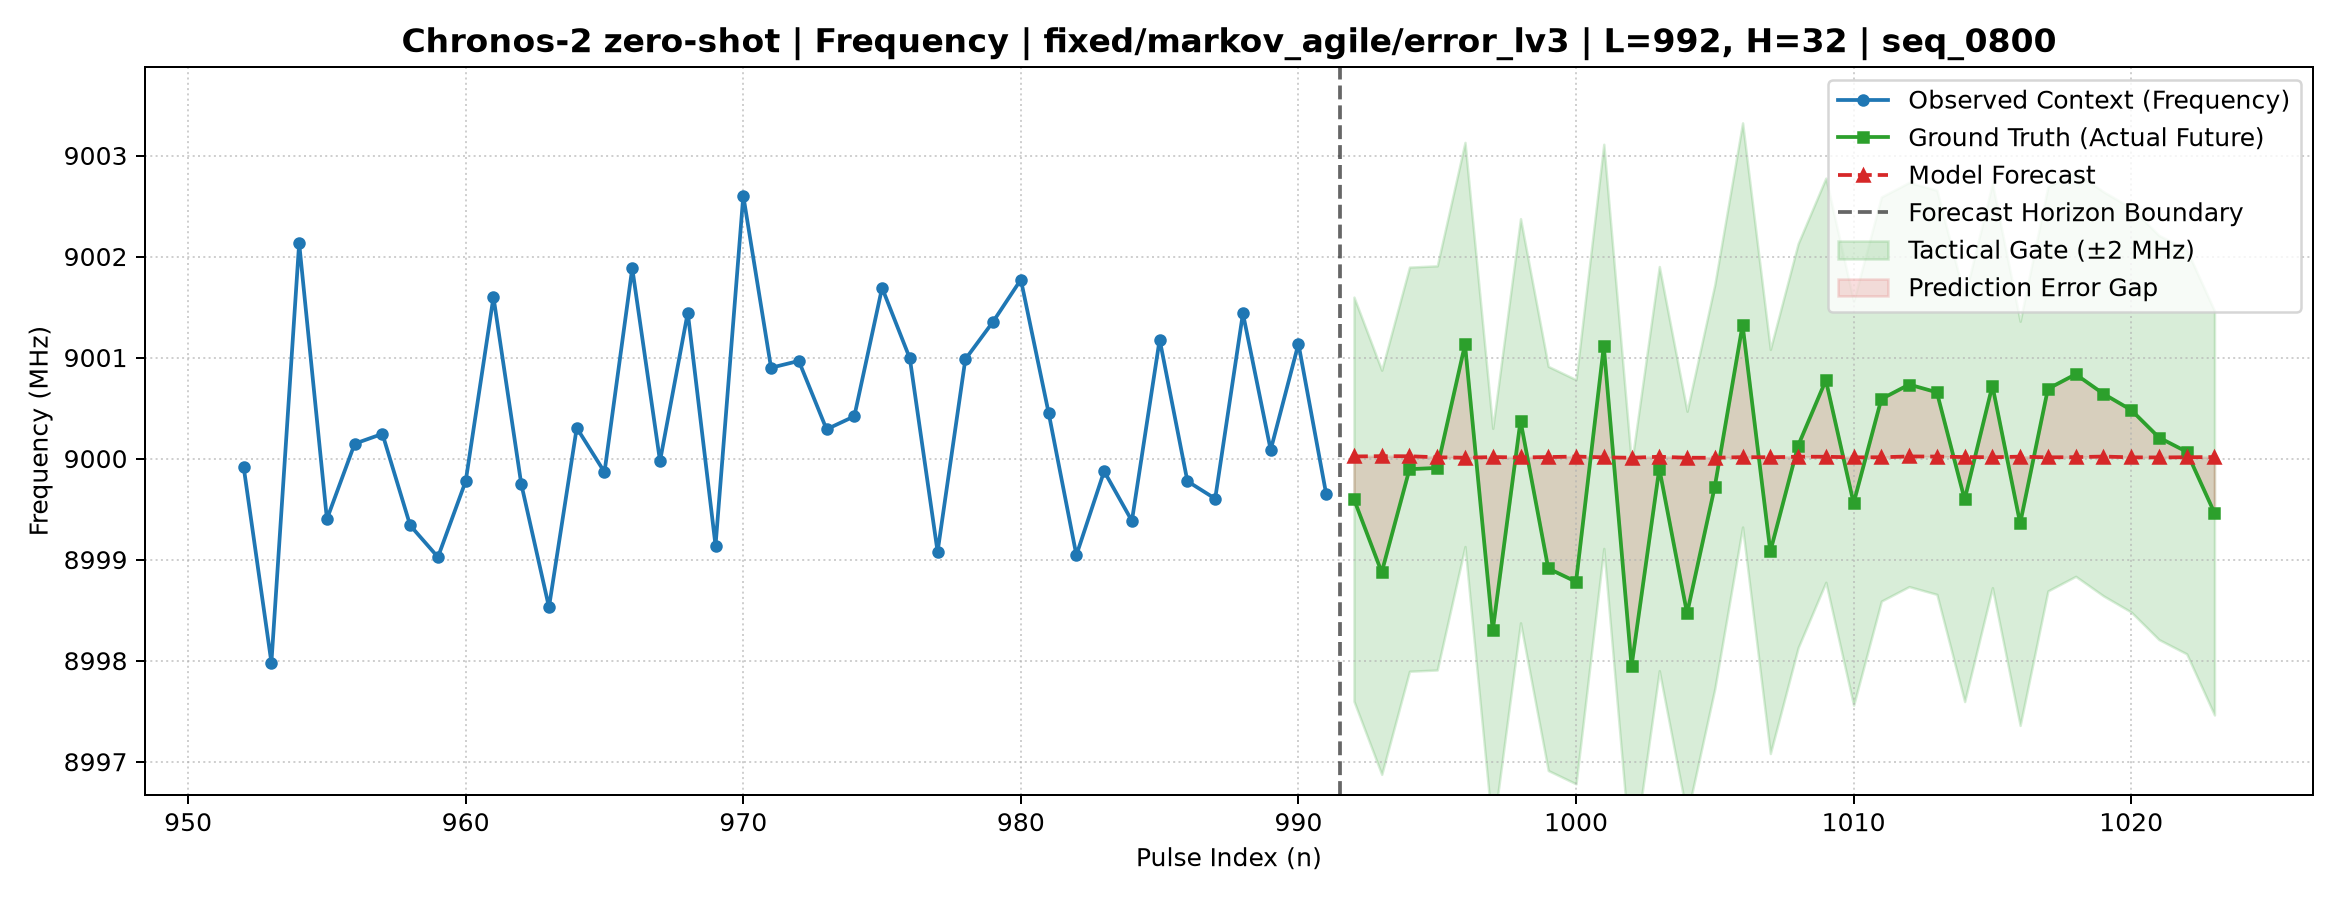 Chronos-2 zero-shot | Frequency | fixed/markov_agile/error_lv3 | L=992, H=32 | seq_0800
Frequency (MHz)
9003
9002
9001
9000
8999
8998
8997
Observed Context (Frequency)
Ground Truth (Actual Future)
Model Forecast
Forecast Horizon Boundary
Tactical Gate (±2 MHz)
Prediction Error Gap
950 960 970 980 990 1000 1010 1020
Pulse Index (n)